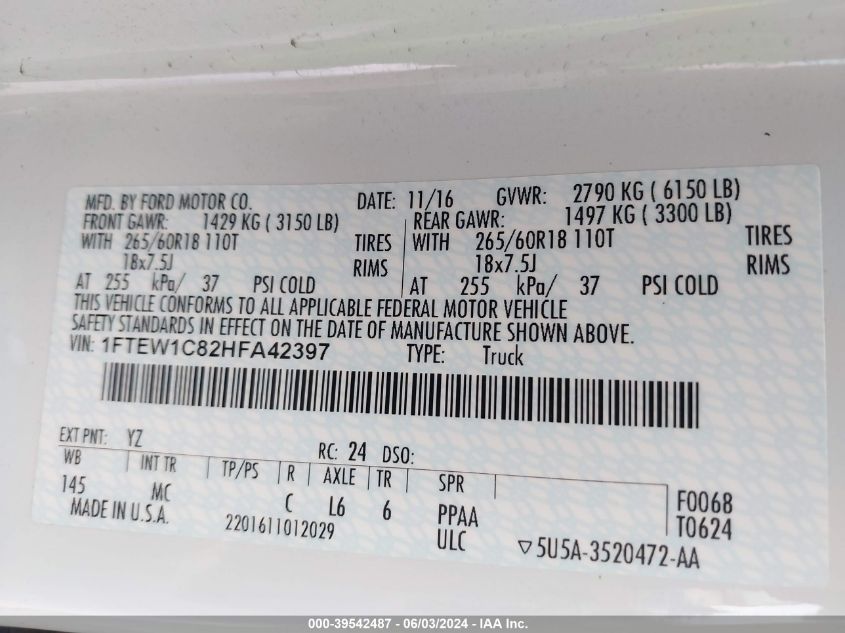 MFD. BY FORD MOTOR CO. DATE: 11/16 GVWR: 2790 KG ( 6150 LB)
FRONT GAWR: 1429 KG ( 3150 LB) REAR GAWR: 1497 KG ( 3300 LB)
WITH 265/60R18 110T TIRES WITH 265/60R18 110T TIRES
18x7.5J RIMS 18x7.5J RIMS
AT 255 kPa/ 37 PSI COLD AT 255 kPa/ 37 PSI COLD
THIS VEHICLE CONFORMS TO ALL APPLICABLE FEDERAL MOTOR VEHICLE
SAFETY STANDARDS IN EFFECT ON THE DATE OF MANUFACTURE SHOWN ABOVE.
VIN: 1FTEW1C82HFA42397 TYPE: Truck
EXT PNT: YZ RC: 24 DSO:
WB INT TR TP/PS R AXLE TR SPR
145 MC C L6 6 PPAA F0068
MADE IN U.S.A. 2201611012029 ULC T0624
▽5U5A-3520472-AA
000-39542487 - 06/03/2024 - IAA Inc.